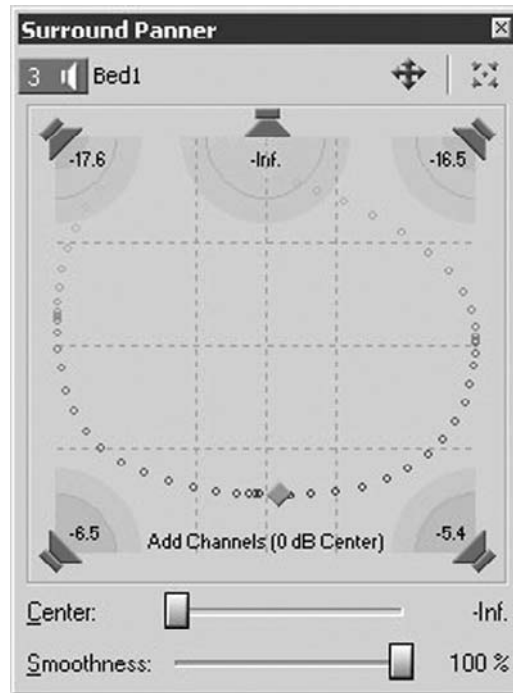 Surround Panner
3 Bed1
-17.6 -Inf. -16.5
-6.5 Add Channels (0 dB Center) -5.4
Center: -Inf.
Smoothness: 100 %